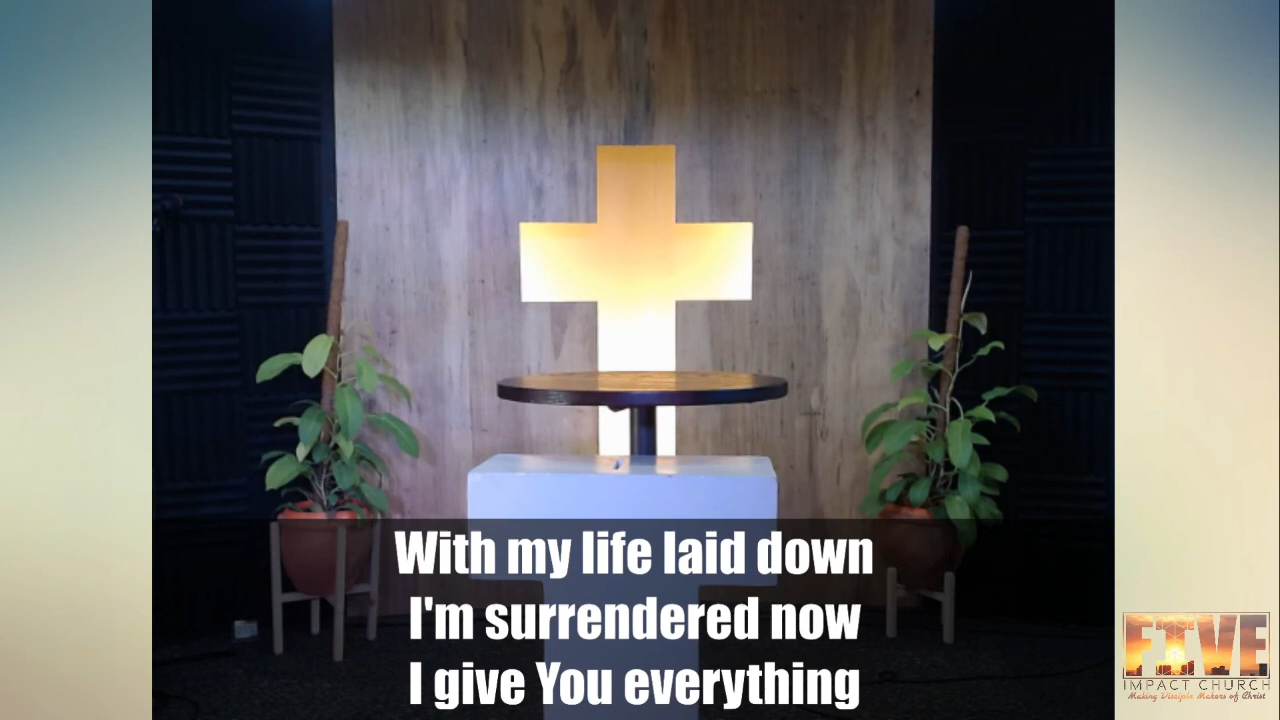 With my life laid down
I'm surrendered now
I give You everything
FIVE
IMPACT CHURCH
Making Disciple Makers of Christ